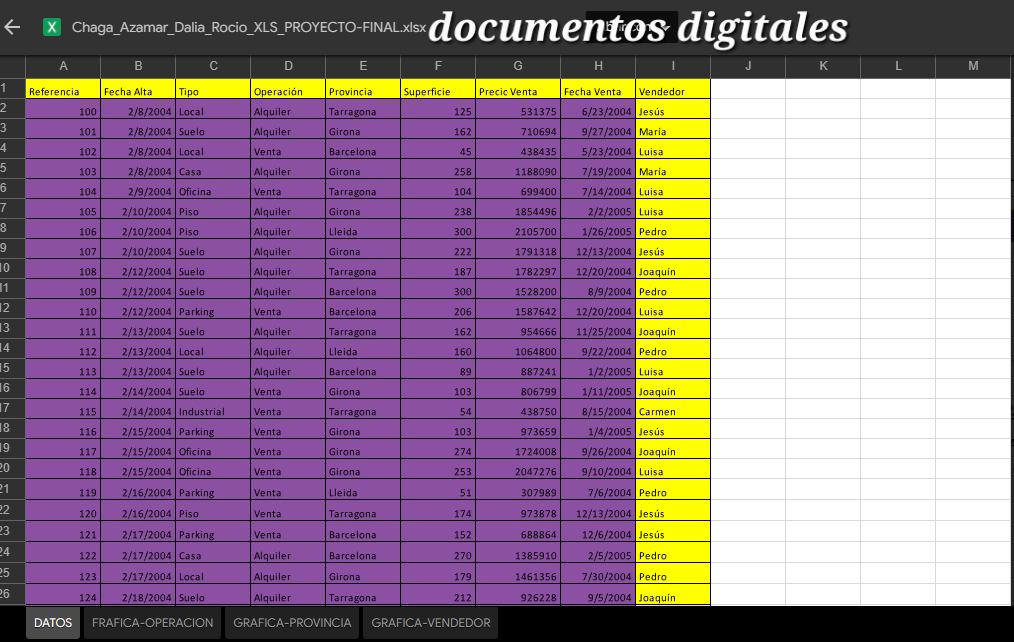 Chaga_Azamar_Dalia_Rocio_XLS_PROYECTO-FINAL.xlsx
documentos digitales
A B C D E F G H I J K L M
1 Referencia Fecha Alta Tipo Operación Provincia Superficie Precio Venta Fecha Venta Vendedor
2 100 2/8/2004 Local Alquiler Tarragona 125 531375 6/23/2004 Jesús
3 101 2/8/2004 Suelo Alquiler Girona 162 710694 9/27/2004 María
4 102 2/8/2004 Local Venta Barcelona 45 438435 5/23/2004 Luisa
5 103 2/8/2004 Casa Alquiler Girona 258 1188090 7/19/2004 María
6 104 2/9/2004 Oficina Venta Tarragona 104 699400 7/14/2004 Luisa
7 105 2/10/2004 Piso Alquiler Girona 238 1854496 2/2/2005 Luisa
8 106 2/10/2004 Piso Alquiler Lleida 300 2105700 1/26/2005 Pedro
9 107 2/10/2004 Suelo Alquiler Girona 222 1791318 12/13/2004 Jesús
10 108 2/12/2004 Suelo Alquiler Tarragona 187 1782297 12/20/2004 Joaquín
11 109 2/12/2004 Suelo Alquiler Barcelona 300 1528200 8/9/2004 Pedro
12 110 2/12/2004 Parking Venta Barcelona 206 1587642 12/20/2004 Luisa
13 111 2/13/2004 Suelo Alquiler Tarragona 162 954666 11/25/2004 Joaquín
14 112 2/13/2004 Local Alquiler Lleida 160 1064800 9/22/2004 Pedro
15 113 2/13/2004 Suelo Alquiler Barcelona 89 887241 1/2/2005 Luisa
16 114 2/14/2004 Suelo Venta Girona 103 806799 1/11/2005 Joaquín
17 115 2/14/2004 Industrial Venta Tarragona 54 438750 8/15/2004 Carmen
18 116 2/15/2004 Parking Venta Girona 103 973659 1/4/2005 Jesús
19 117 2/15/2004 Oficina Venta Girona 274 1724008 9/26/2004 Joaquín
20 118 2/15/2004 Oficina Venta Girona 253 2047276 9/10/2004 Luisa
21 119 2/16/2004 Parking Venta Lleida 51 307989 7/6/2004 Pedro
22 120 2/16/2004 Piso Venta Tarragona 174 973878 12/13/2004 Jesús
23 121 2/17/2004 Parking Venta Barcelona 152 688864 12/6/2004 Jesús
24 122 2/17/2004 Casa Alquiler Barcelona 270 1385910 2/5/2005 Pedro
25 123 2/17/2004 Local Alquiler Girona 179 1461356 7/30/2004 Pedro
26 124 2/18/2004 Suelo Alquiler Tarragona 212 926228 9/5/2004 Joaquín
DATOS FRAFICA-OPERACION GRAFICA-PROVINCIA GRAFICA-VENDEDOR